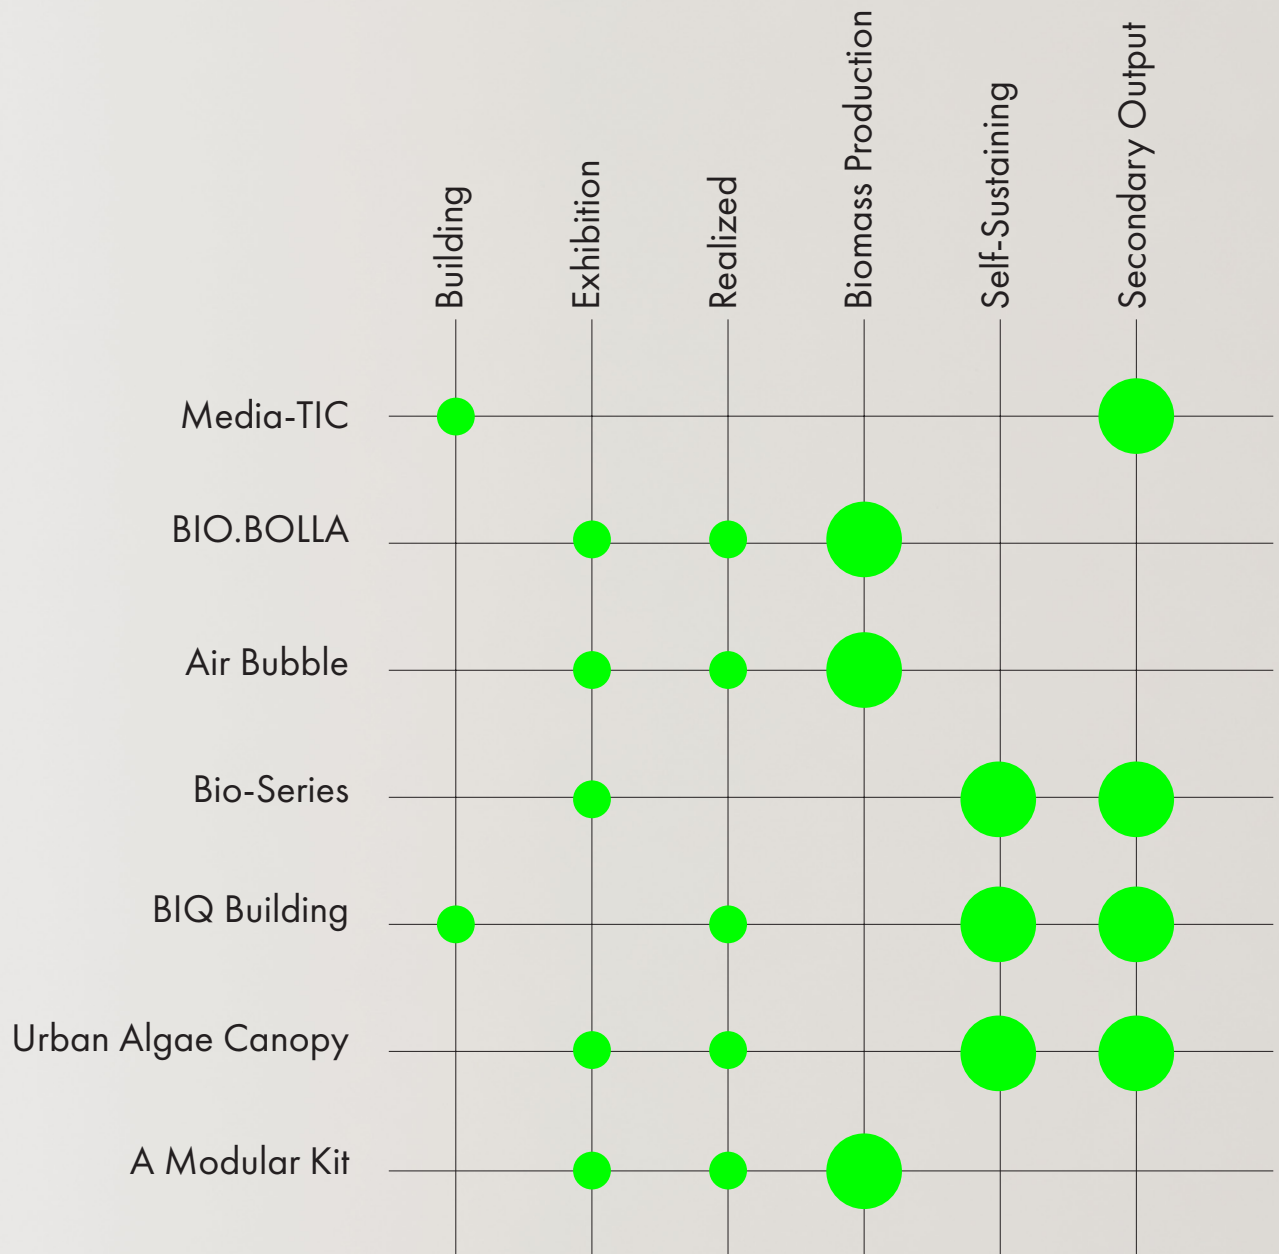 Building
Exhibition
Realized
Biomass Production
Self-Sustaining
Secondary Output
Media-TIC
BIO.BOLLA
Air Bubble
Bio-Series
BIQ Building
Urban Algae Canopy
A Modular Kit